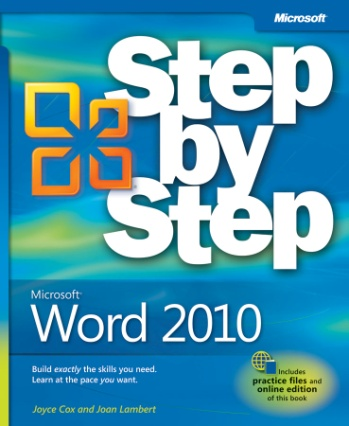 Microsoft®
Step
by
Step
Microsoft®
Word 2010
Build exactly the skills you need.
Learn at the pace you want.
Includes
practice files and
online edition
of this book
Joyce Cox and Joan Lambert